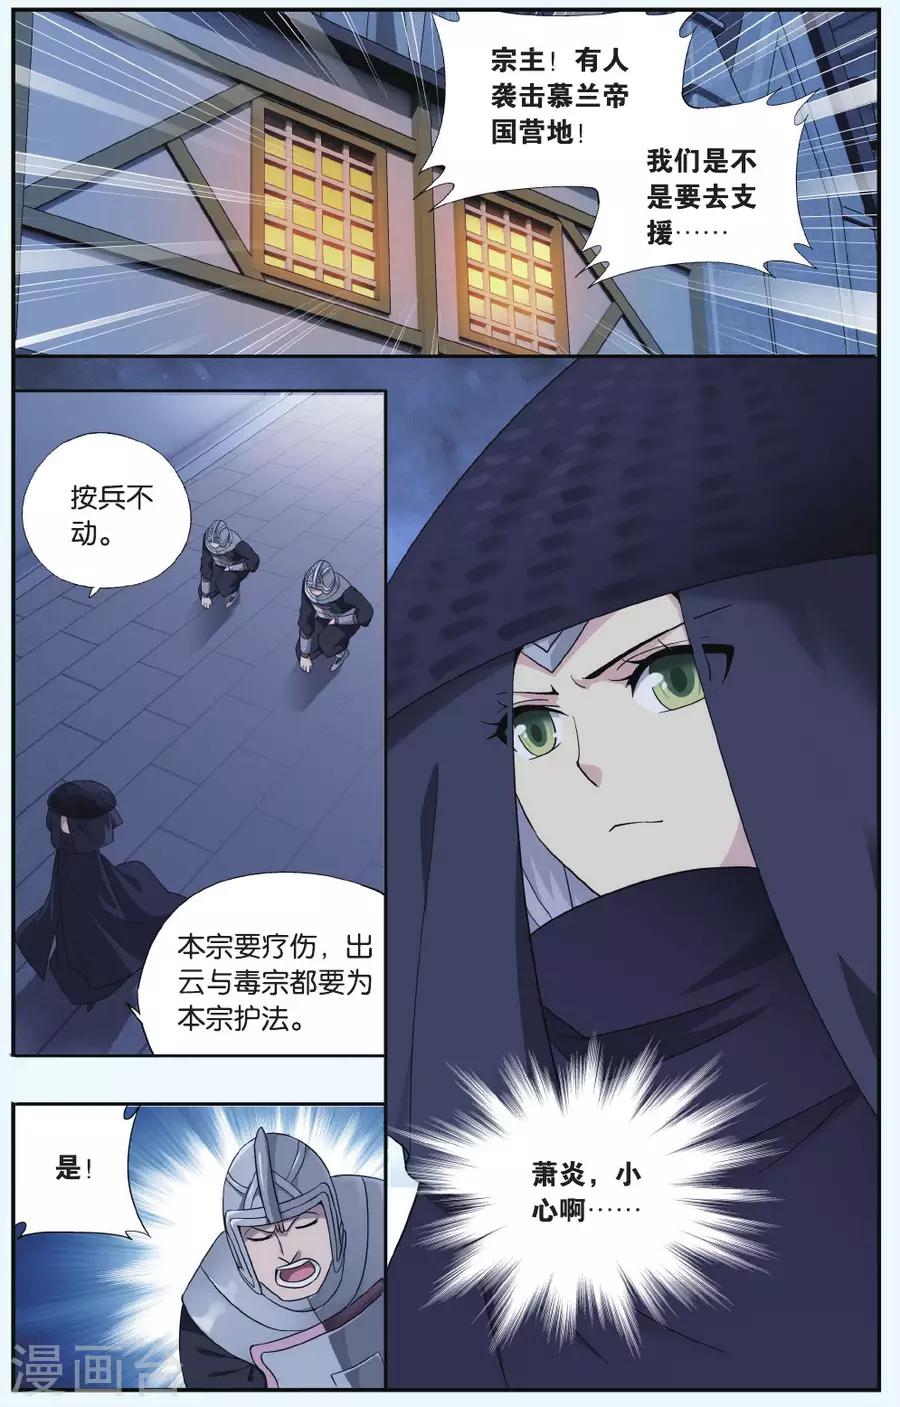 宗主！有人
袭击慕兰帝
国营地！
我们是不
是要去支
援……
按兵不
动。
本宗要疗伤，出
云与毒宗都要为
本宗护法。
萧炎，小
心啊……
是！
漫画台